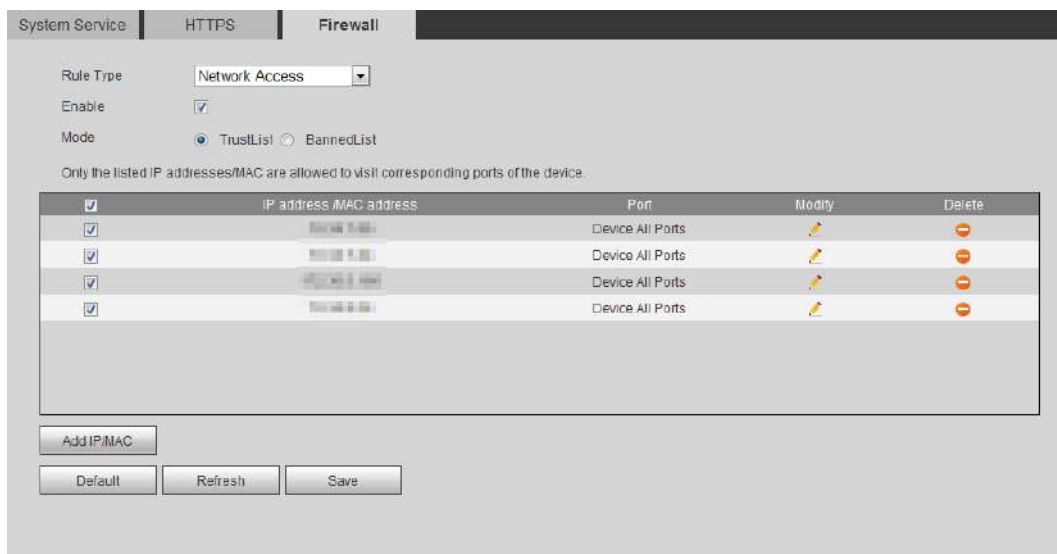 System Service HTTPS Firewall
Rule Type Network Access
Enable
Mode TrustList BannedList
Only the listed IP addresses/MAC are allowed to visit corresponding ports of the device.
IP address /MAC address Port Modify Delete
Device All Ports
Device All Ports
Device All Ports
Device All Ports
Add IP/MAC
Default Refresh Save